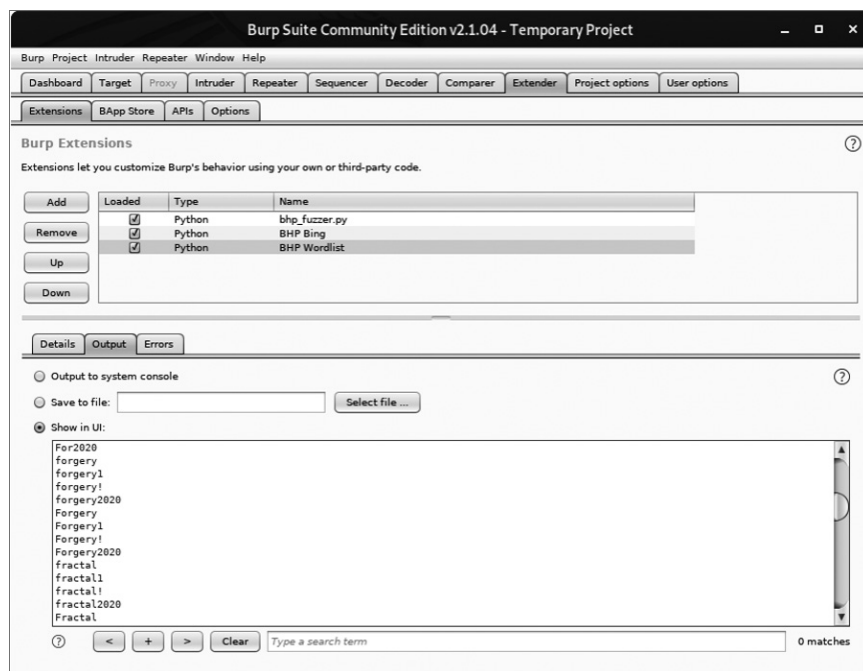 Burp Suite Community Edition v2.1.04 - Temporary Project
Burp Project Intruder Repeater Window Help
Dashboard Target Proxy Intruder Repeater Sequencer Decoder Comparer Extender Project options User options
Extensions BApp Store APIs Options
Burp Extensions
?
Extensions let you customize Burp's behavior using your own or third-party code.
Add
Remove
Up
Down
Loaded Type Name
Python bhp_fuzzer.py
Python BHP Bing
Python BHP Wordlist
Details Output Errors
Output to system console
?
Save to file: Select file ...
Show in UI:
For2020
forgery
forgery1
forgery!
forgery2020
Forgery
Forgery1
Forgery!
Forgery2020
fractal
fractal1
fractal!
fractal2020
Fractal
? < + > Clear Type a search term 0 matches